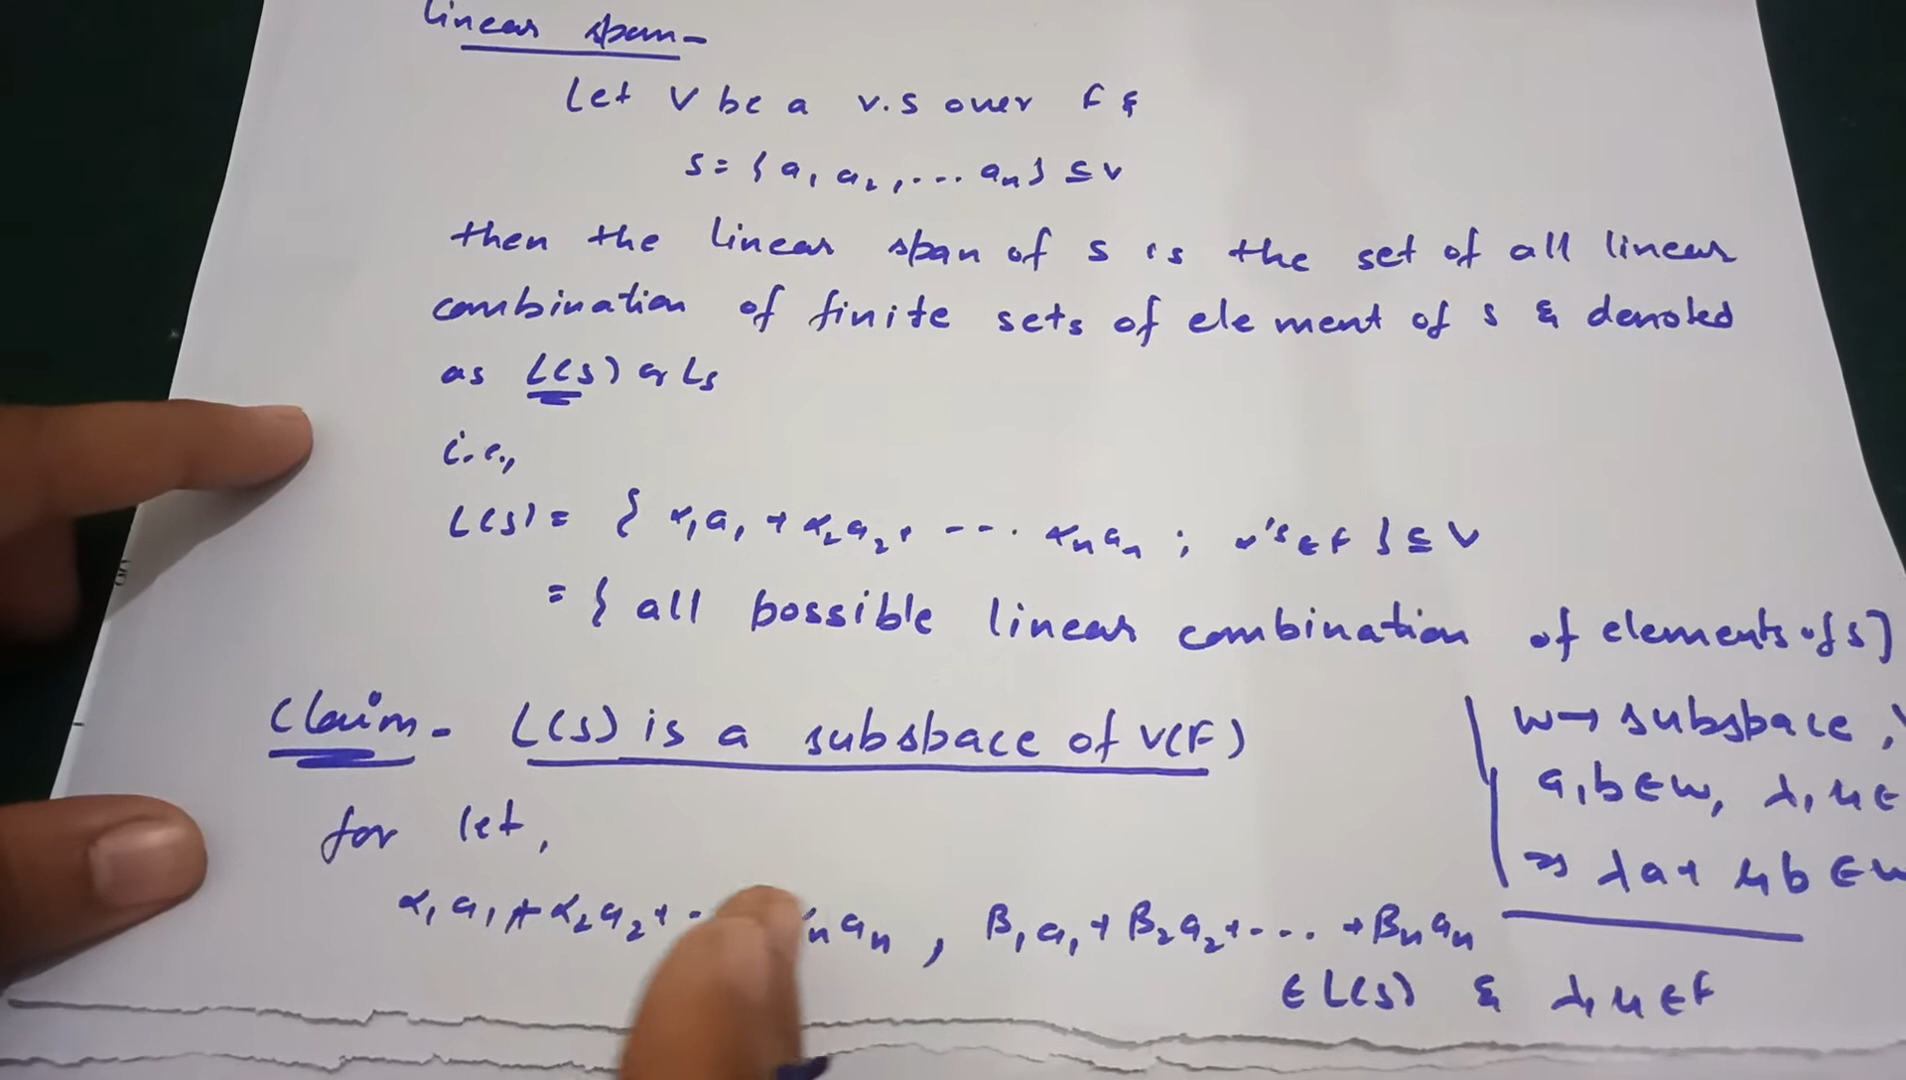 Linear span-
Let V be a v.s over F &
S = { a₁ a₂, ... aₙ} ⊆ V
then the linear span of S is the set of all linear
combination of finite sets of element of S & denoted
as L(S) or Ls
i.e.,
L(S) = { α₁a₁ + α₂a₂, --- . αₙaₙ ; α's ∈ F } ⊆ V
= { all possible linear combination of elements of S}
Claim- L(S) is a subspace of V(F)
for let,
α₁a₁ + α₂a₂ + - ₙaₙ , β₁a₁ + β₂a₂ + ... + βₙaₙ
∈ L(S) & λ, μ ∈ F
W → subspace,
a, b ∈ W, λ, μ ∈
⇒ λa + μb ∈ W